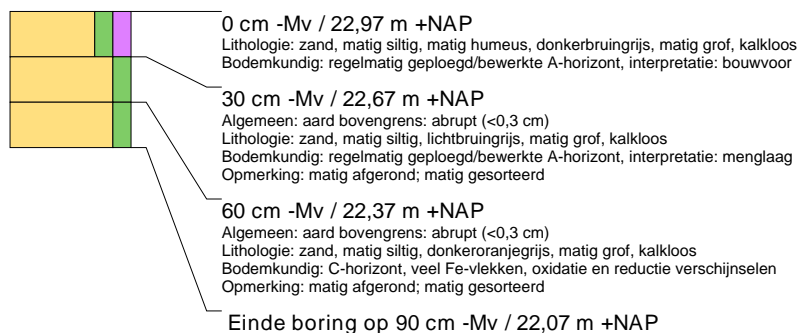 0 cm -Mv / 22,97 m +NAP
Lithologie: zand, matig siltig, matig humeus, donkerbruingrijs, matig grof, kalkloos
Bodemkundig: regelmatig geploegd/bewerkte A-horizont, interpretatie: bouwvoor
30 cm -Mv / 22,67 m +NAP
Algemeen: aard bovengrens: abrupt (<0,3 cm)
Lithologie: zand, matig siltig, lichtbruingrijs, matig grof, kalkloos
Bodemkundig: regelmatig geploegd/bewerkte A-horizont, interpretatie: menglaag
Opmerking: matig afgerond; matig gesorteerd
60 cm -Mv / 22,37 m +NAP
Algemeen: aard bovengrens: abrupt (<0,3 cm)
Lithologie: zand, matig siltig, donkeroranjegrijs, matig grof, kalkloos
Bodemkundig: C-horizont, veel Fe-vlekken, oxidatie en reductie verschijnselen
Opmerking: matig afgerond; matig gesorteerd
Einde boring op 90 cm -Mv / 22,07 m +NAP